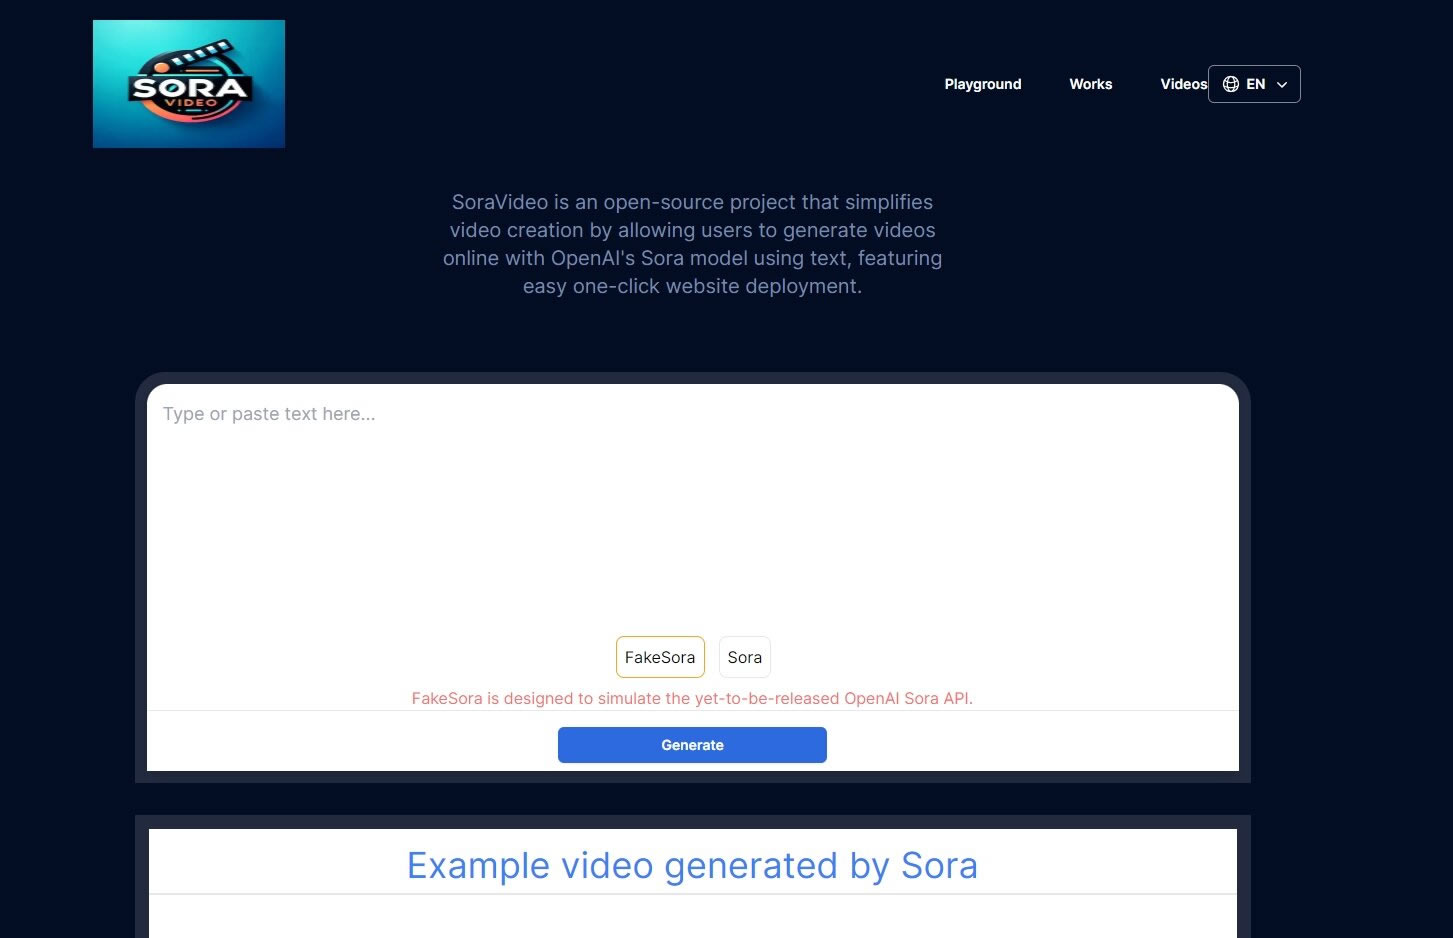 SORA
VIDEO
Playground
Works
Videos
EN
SoraVideo is an open-source project that simplifies
video creation by allowing users to generate videos
online with OpenAI's Sora model using text, featuring
easy one-click website deployment.
Type or paste text here...
FakeSora
Sora
FakeSora is designed to simulate the yet-to-be-released OpenAI Sora API.
Generate
Example video generated by Sora